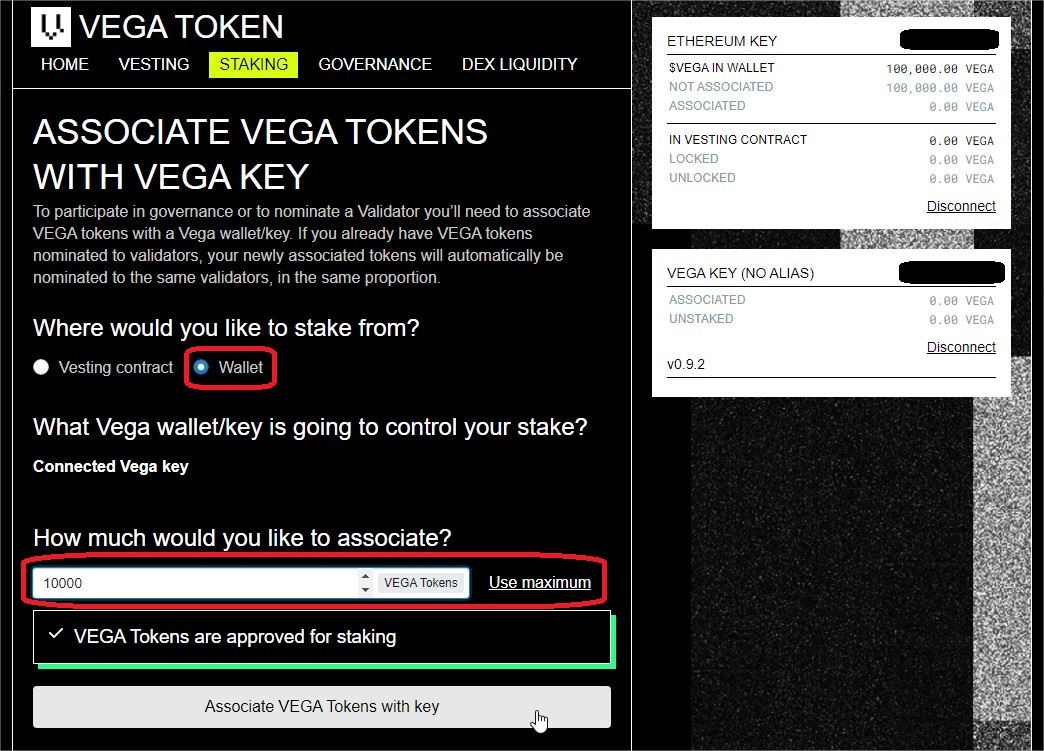 VEGA TOKEN
HOME VESTING STAKING GOVERNANCE DEX LIQUIDITY
ASSOCIATE VEGA TOKENS
WITH VEGA KEY
To participate in governance or to nominate a Validator you’ll need to associate
VEGA tokens with a Vega wallet/key. If you already have VEGA tokens
nominated to validators, your newly associated tokens will automatically be
nominated to the same validators, in the same proportion.
Where would you like to stake from?
Vesting contract Wallet
What Vega wallet/key is going to control your stake?
Connected Vega key
How much would you like to associate?
10000 VEGA Tokens Use maximum
VEGA Tokens are approved for staking
Associate VEGA Tokens with key
ETHEREUM KEY
$VEGA IN WALLET 100,000.00 VEGA
NOT ASSOCIATED 100,000.00 VEGA
ASSOCIATED 0.00 VEGA
IN VESTING CONTRACT 0.00 VEGA
LOCKED 0.00 VEGA
UNLOCKED 0.00 VEGA
Disconnect
VEGA KEY (NO ALIAS)
ASSOCIATED 0.00 VEGA
UNSTAKED 0.00 VEGA
Disconnect
v0.9.2